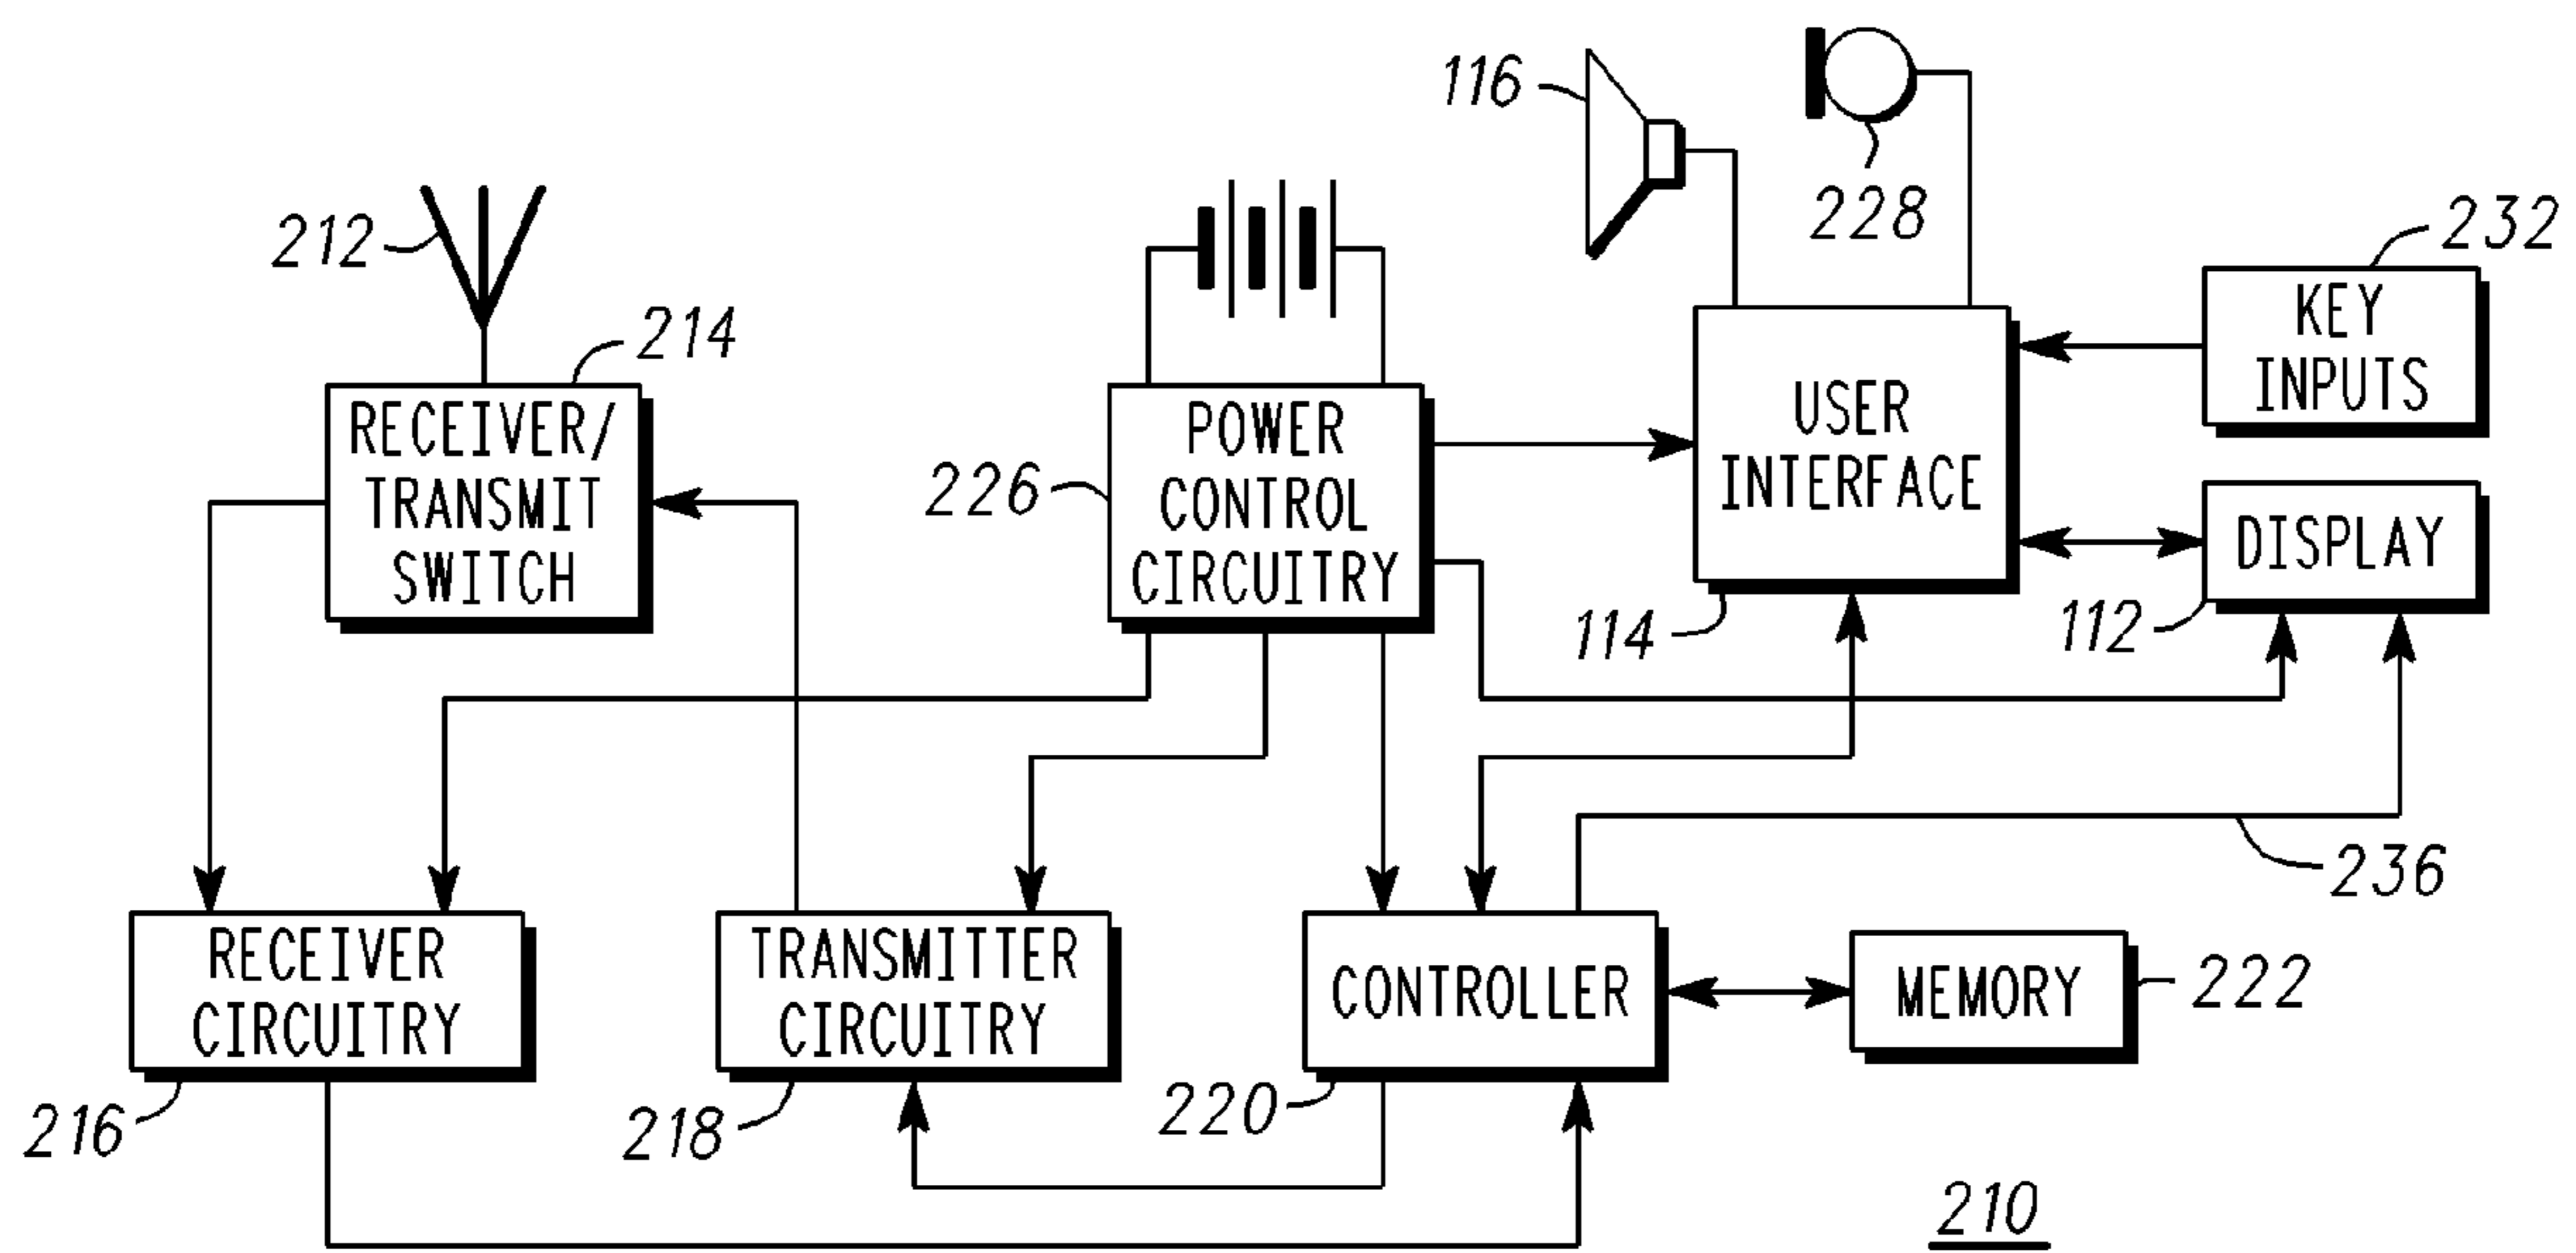 116
228
212
232
214
KEY
INPUTS
RECEIVER/
TRANSMIT
SWITCH
226
POWER
CONTROL
CIRCUITRY
USER
INTERFACE
DISPLAY
114
112
236
RECEIVER
CIRCUITRY
TRANSMITTER
CIRCUITRY
CONTROLLER
MEMORY
222
216
218
220
210